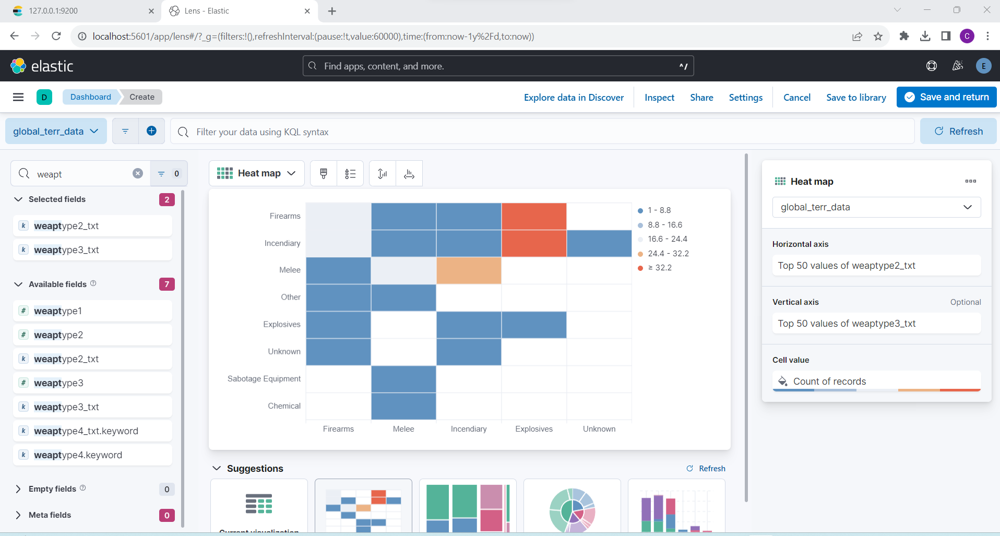 127.0.0.1:9200
Lens - Elastic
localhost:5601/app/lens#/?_g=(filters:!(),refreshInterval:(pause:!t,value:60000),time:(from:now-1y%2Fd,to:now))
C
elastic
Find apps, content, and more.
^/
E
D
Dashboard
Create
Explore data in Discover
Inspect
Share
Settings
Cancel
Save to library
Save and return
global_terr_data
Filter your data using KQL syntax
Refresh
weapt
0
Selected fields
2
k weaptype2_txt
k weaptype3_txt
Available fields
7
# weaptype1
# weaptype2
k weaptype2_txt
# weaptype3
k weaptype3_txt
k weaptype4_txt.keyword
k weaptype4.keyword
Empty fields
0
Meta fields
0
Heat map
Firearms
Incendiary
Melee
Other
Explosives
Unknown
Sabotage Equipment
Chemical
Firearms
Melee
Incendiary
Explosives
Unknown
1 - 8.8
8.8 - 16.6
16.6 - 24.4
24.4 - 32.2
≥ 32.2
Suggestions
Refresh
Current visualization
Heat map
global_terr_data
Horizontal axis
Top 50 values of weaptype2_txt
Vertical axis
Optional
Top 50 values of weaptype3_txt
Cell value
Count of records